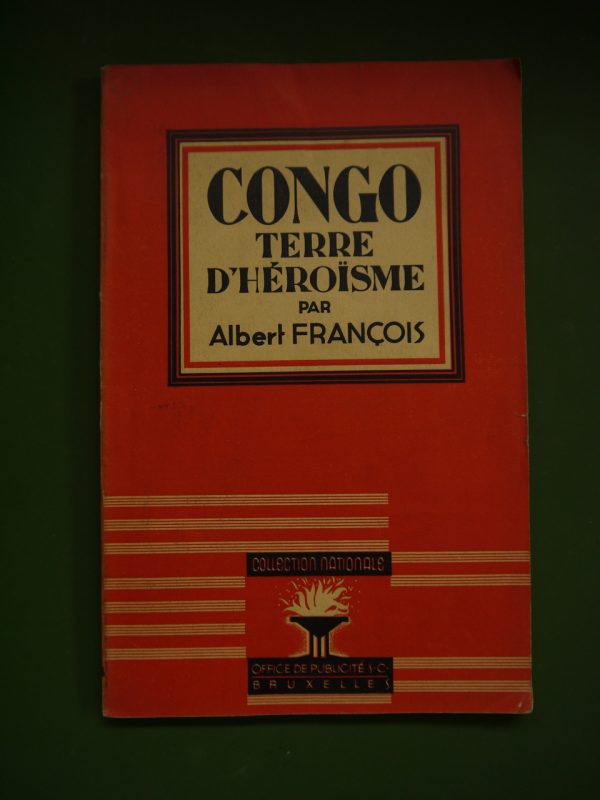 CONGO
TERRE
D'HÉROÏSME
PAR
Albert FRANÇOIS
COLLECTION NATIONALE
OFFICE DE PUBLICITÉ S.C.
BRUXELLES